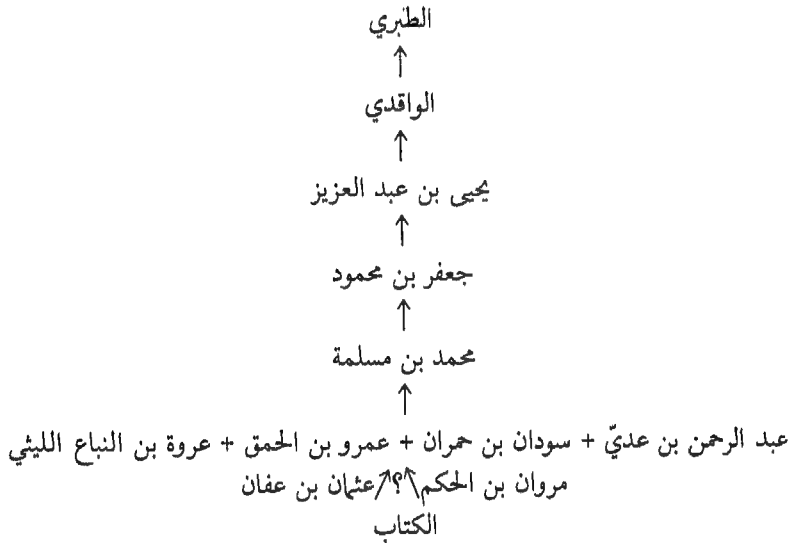 الطبري
↑
الواقدي
↑
يحيى بن عبد العزيز
↑
جعفر بن محمود
↑
محمد بن مسلمة
↑
عبد الرحمن بن عديّ + سودان بن حمران + عمرو بن الحمق + عروة بن النباع الليثي
مروان بن الحكم↖؟↗عثمان بن عفان
الكتاب